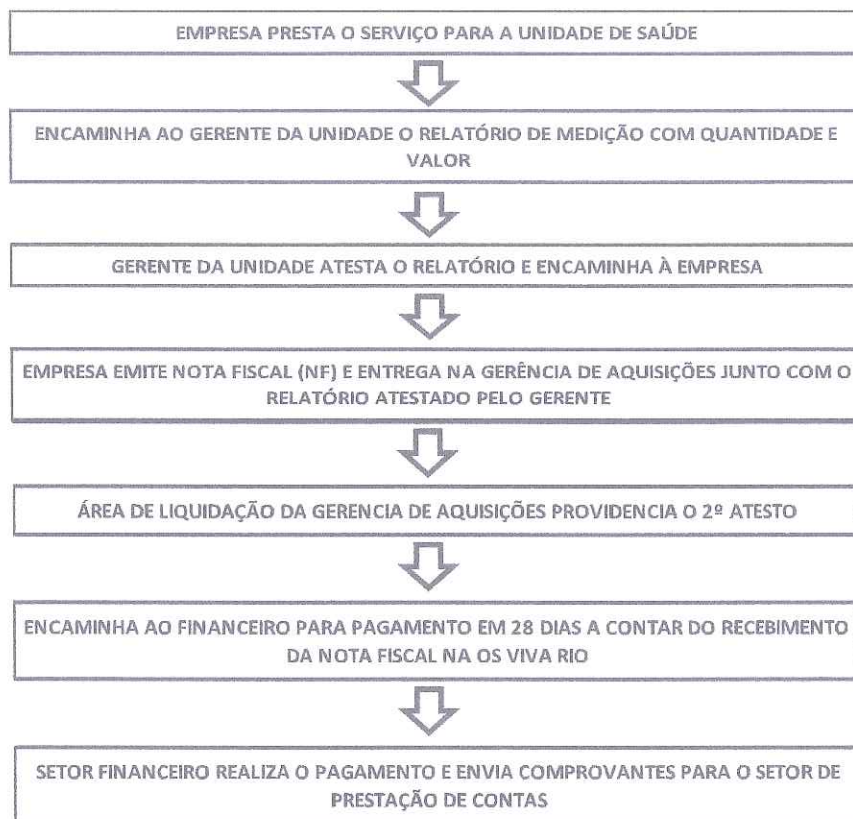 EMPRESA PRESTA O SERVIÇO PARA A UNIDADE DE SAÚDE
ENCAMINHA AO GERENTE DA UNIDADE O RELATÓRIO DE MEDIÇÃO COM QUANTIDADE E
VALOR
GERENTE DA UNIDADE ATESTA O RELATÓRIO E ENCAMINHA À EMPRESA
EMPRESA EMITE NOTA FISCAL (NF) E ENTREGA NA GERÊNCIA DE AQUISIÇÕES JUNTO COM O
RELATÓRIO ATESTADO PELO GERENTE
ÁREA DE LIQUIDAÇÃO DA GERENCIA DE AQUISIÇÕES PROVIDENCIA O 2º ATESTO
ENCAMINHA AO FINANCEIRO PARA PAGAMENTO EM 28 DIAS A CONTAR DO RECEBIMENTO
DA NOTA FISCAL NA OS VIVA RIO
SETOR FINANCEIRO REALIZA O PAGAMENTO E ENVIA COMPROVANTES PARA O SETOR DE
PRESTAÇÃO DE CONTAS